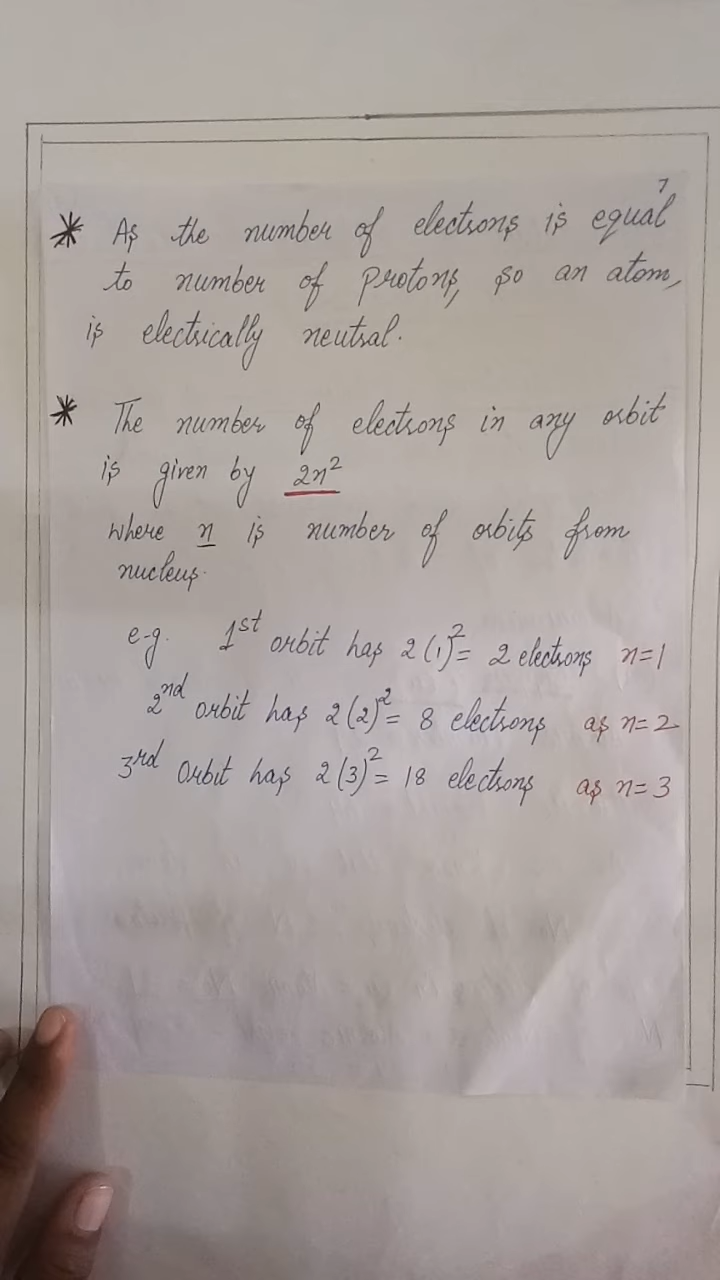 7
* As the number of electrons is equal
to number of protons, so an atom,
is electrically neutral.
* The number of electrons in any orbit
is given by 2n²
where n is number of orbits from
nucleus.
e-g. 1st orbit has 2(1)²= 2 electrons n=1
2nd orbit has 2(2)²= 8 electrons as n=2
3rd Orbit has 2(3)²= 18 electrons as n=3